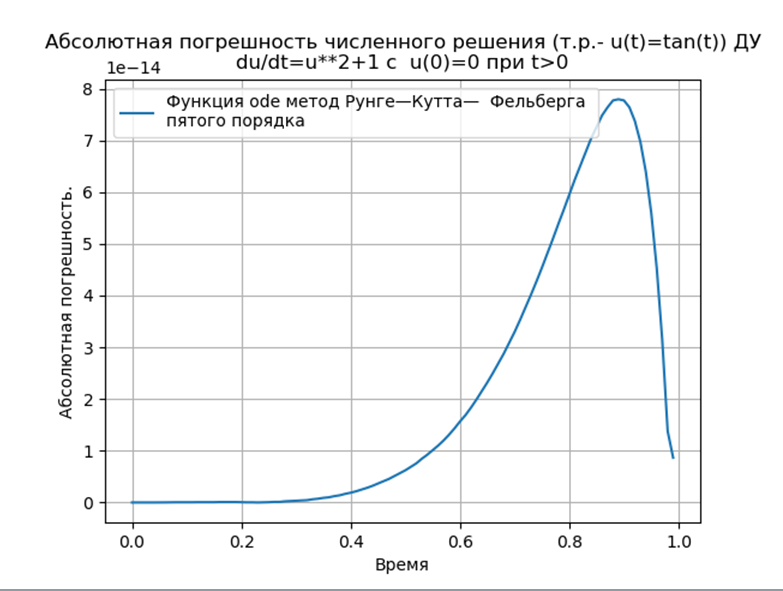 Абсолютная погрешность численного решения (т.р.- u(t)=tan(t)) ДУ
du/dt=u**2+1 с  u(0)=0 при t>0
1e−14
Функция ode метод Рунге—Кутта—  Фельберга
пятого порядка
8
7
6
5
4
3
2
1
0
Абсолютная погрешность.
0.0 0.2 0.4 0.6 0.8 1.0
Время